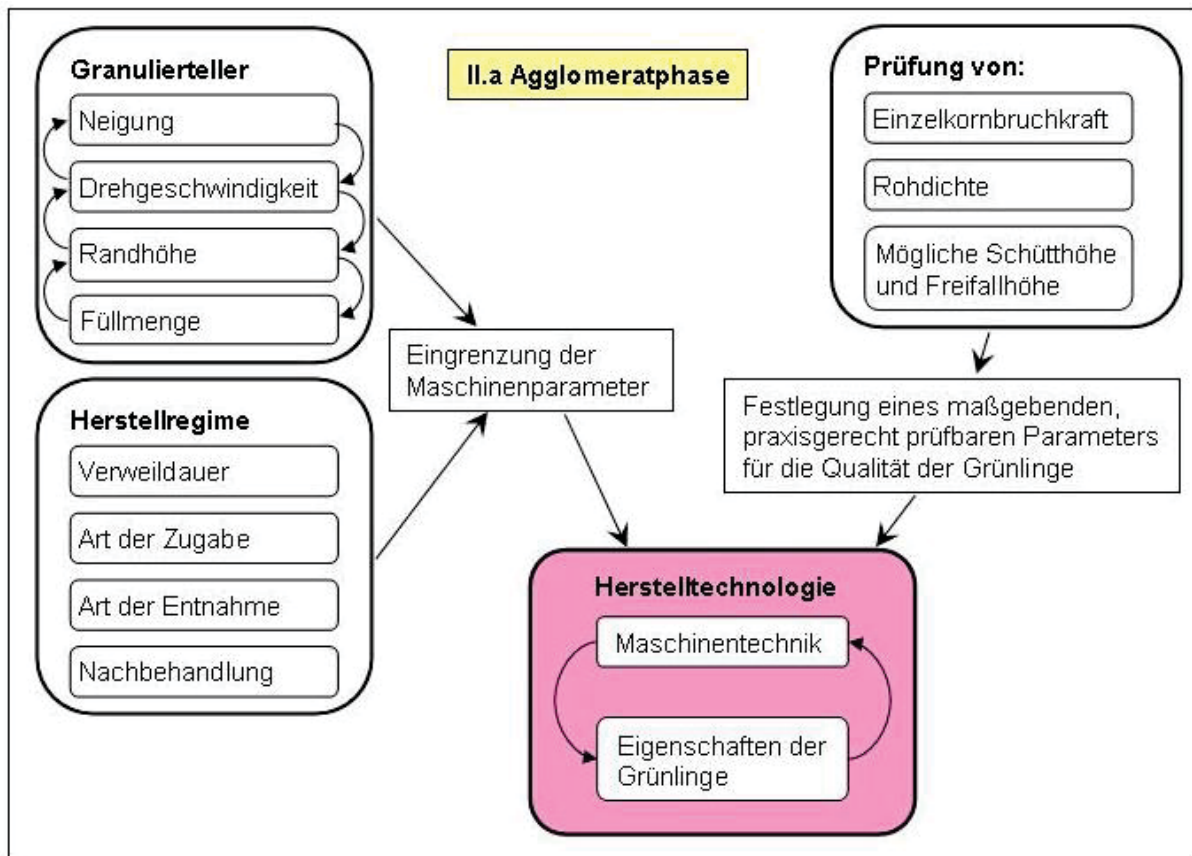 II.a Agglomeratphase
Granulierteller
Neigung
Drehgeschwindigkeit
Randhöhe
Füllmenge
Herstellregime
Verweildauer
Art der Zugabe
Art der Entnahme
Nachbehandlung
Eingrenzung der
Maschinenparameter
Prüfung von:
Einzelkornbruchkraft
Rohdichte
Mögliche Schütthöhe
und Freifallhöhe
Festlegung eines maßgebenden,
praxisgerecht prüfbaren Parameters
für die Qualität der Grünlinge
Herstelltechnologie
Maschinentechnik
Eigenschaften der
Grünlinge